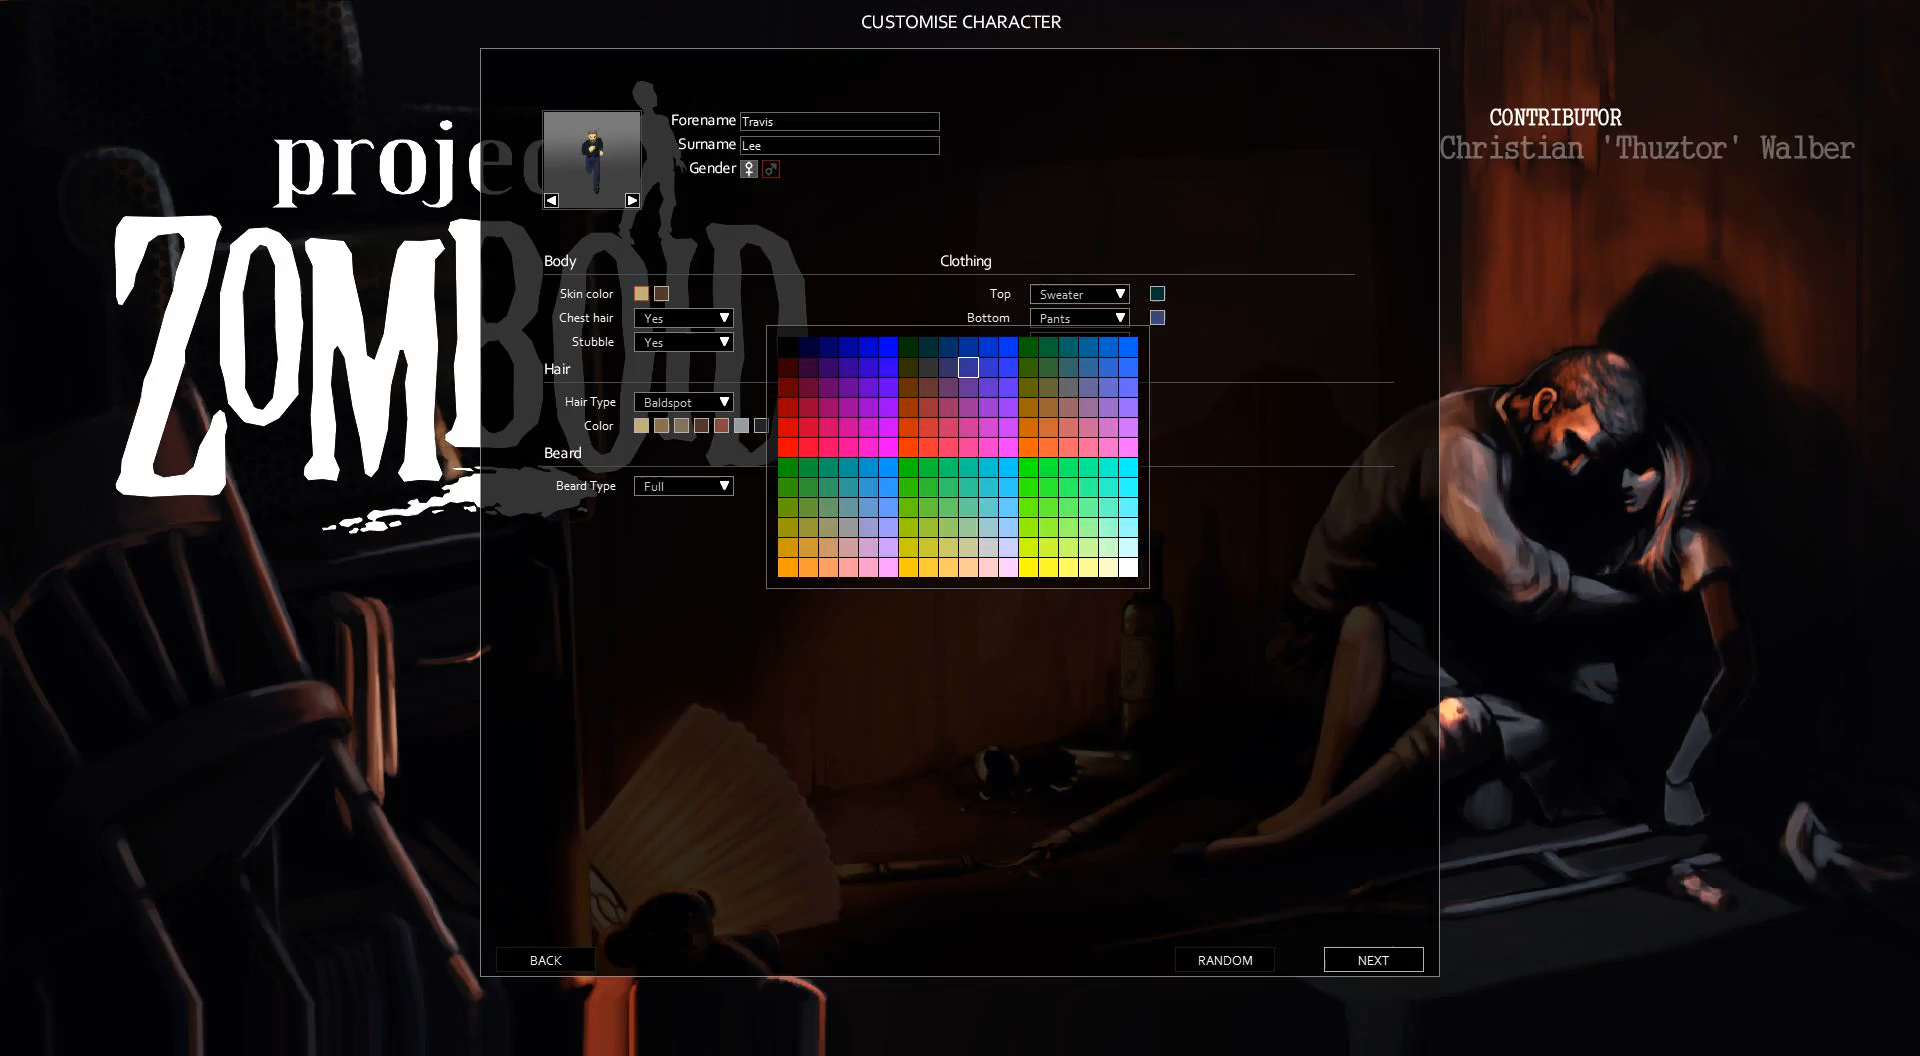 CUSTOMISE CHARACTER
project
ZOMBOID
Forename Travis
Surname Lee
Gender
CONTRIBUTOR
Christian 'Thuztor' Walber
Body
Clothing
Skin color
Top Sweater
Chest hair Yes
Bottom Pants
Stubble Yes
Hair
Hair Type Baldspot
Color
Beard
Beard Type Full
BACK
RANDOM
NEXT